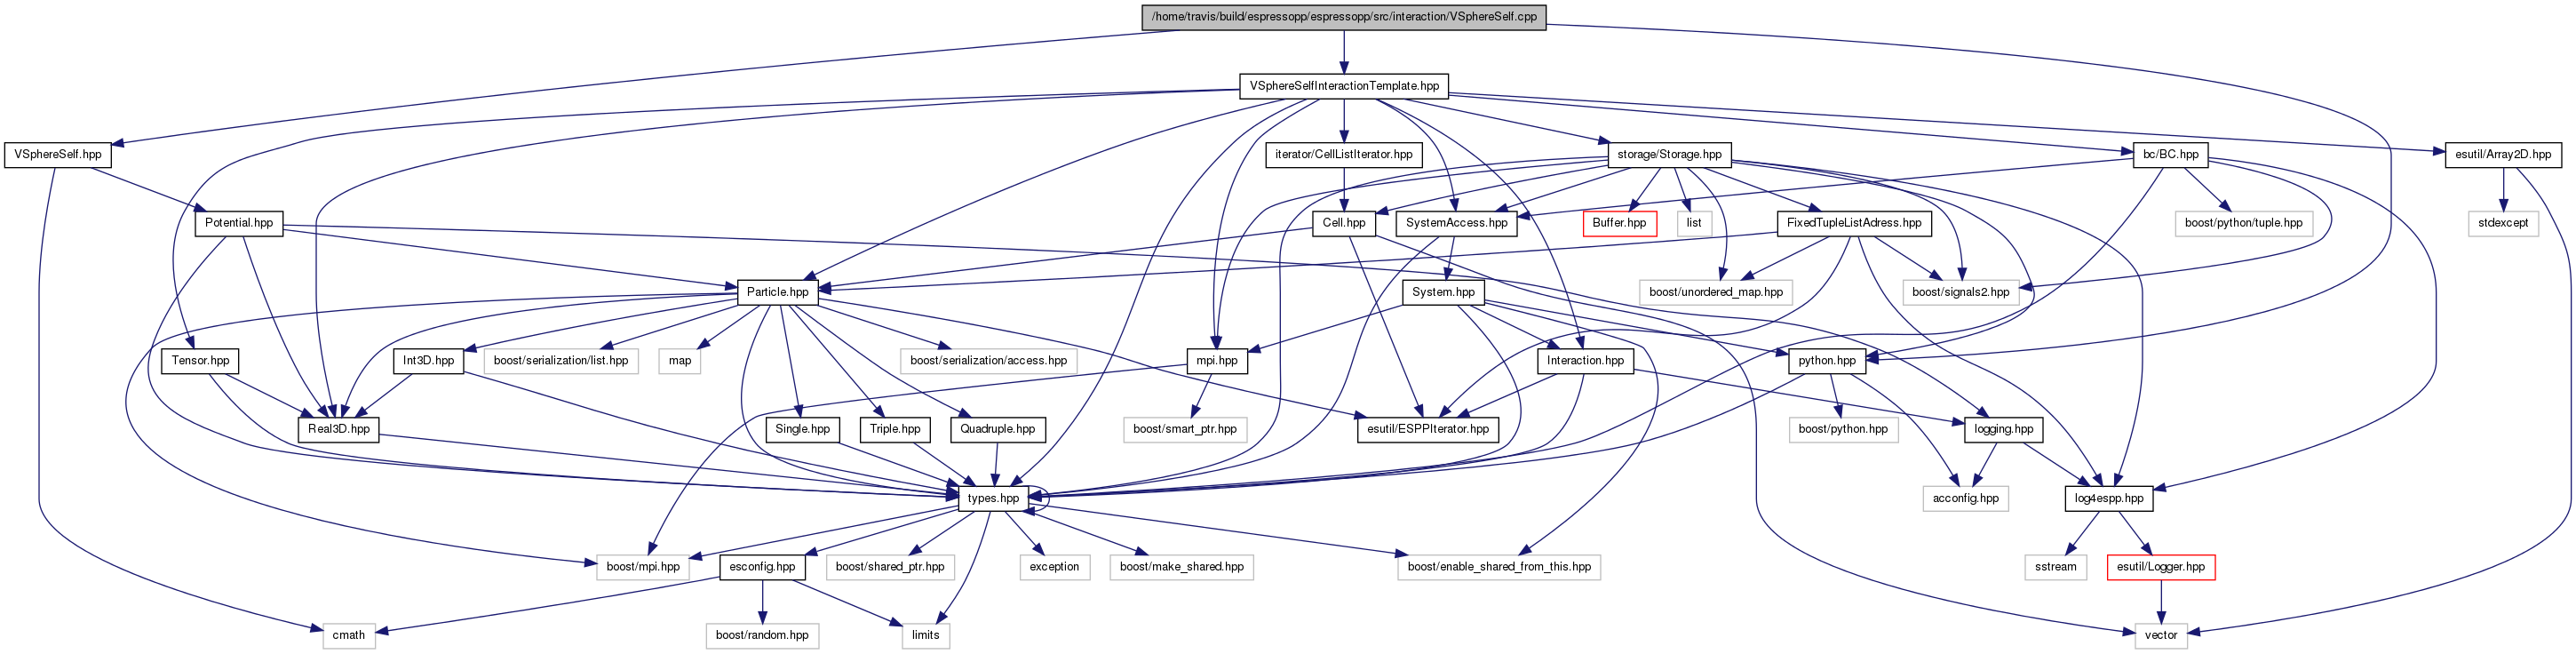 /home/travis/build/espressopp/espressopp/src/interaction/VSphereSelf.cpp
VSphereSelfInteractionTemplate.hpp
VSphereSelf.hpp
iterator/CellListIterator.hpp
storage/Storage.hpp
bc/BC.hpp
esutil/Array2D.hpp
Potential.hpp
Cell.hpp
SystemAccess.hpp
Buffer.hpp
list
FixedTupleListAdress.hpp
boost/python/tuple.hpp
stdexcept
Particle.hpp
System.hpp
boost/unordered_map.hpp
boost/signals2.hpp
Tensor.hpp
Int3D.hpp
boost/serialization/list.hpp
map
boost/serialization/access.hpp
mpi.hpp
Interaction.hpp
python.hpp
Real3D.hpp
Single.hpp
Triple.hpp
Quadruple.hpp
boost/smart_ptr.hpp
esutil/ESPPIterator.hpp
boost/python.hpp
logging.hpp
types.hpp
acconfig.hpp
log4espp.hpp
boost/mpi.hpp
esconfig.hpp
boost/shared_ptr.hpp
exception
boost/make_shared.hpp
boost/enable_shared_from_this.hpp
sstream
esutil/Logger.hpp
cmath
boost/random.hpp
limits
vector